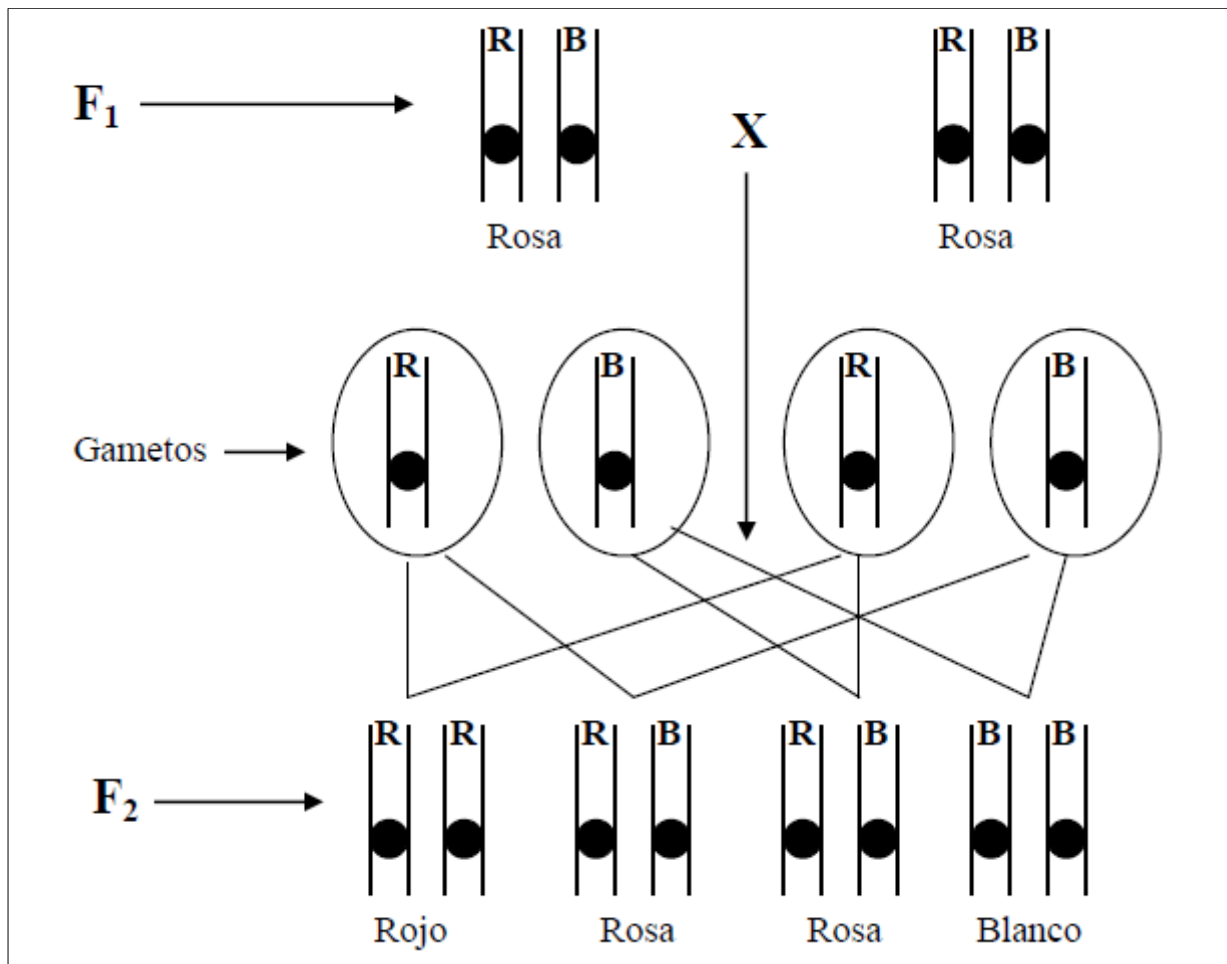 R B R B
F1
X
Rosa Rosa
R B R B
Gametos
R R R B R B B B
F2
Rojo Rosa Rosa Blanco